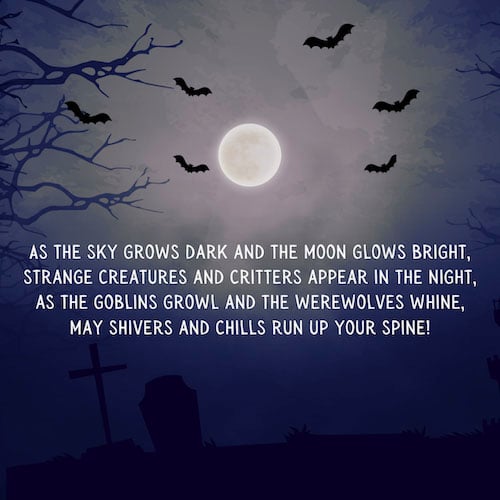 AS THE SKY GROWS DARK AND THE MOON GLOWS BRIGHT,
STRANGE CREATURES AND CRITTERS APPEAR IN THE NIGHT,
AS THE GOBLINS GROWL AND THE WEREWOLVES WHINE,
MAY SHIVERS AND CHILLS RUN UP YOUR SPINE!